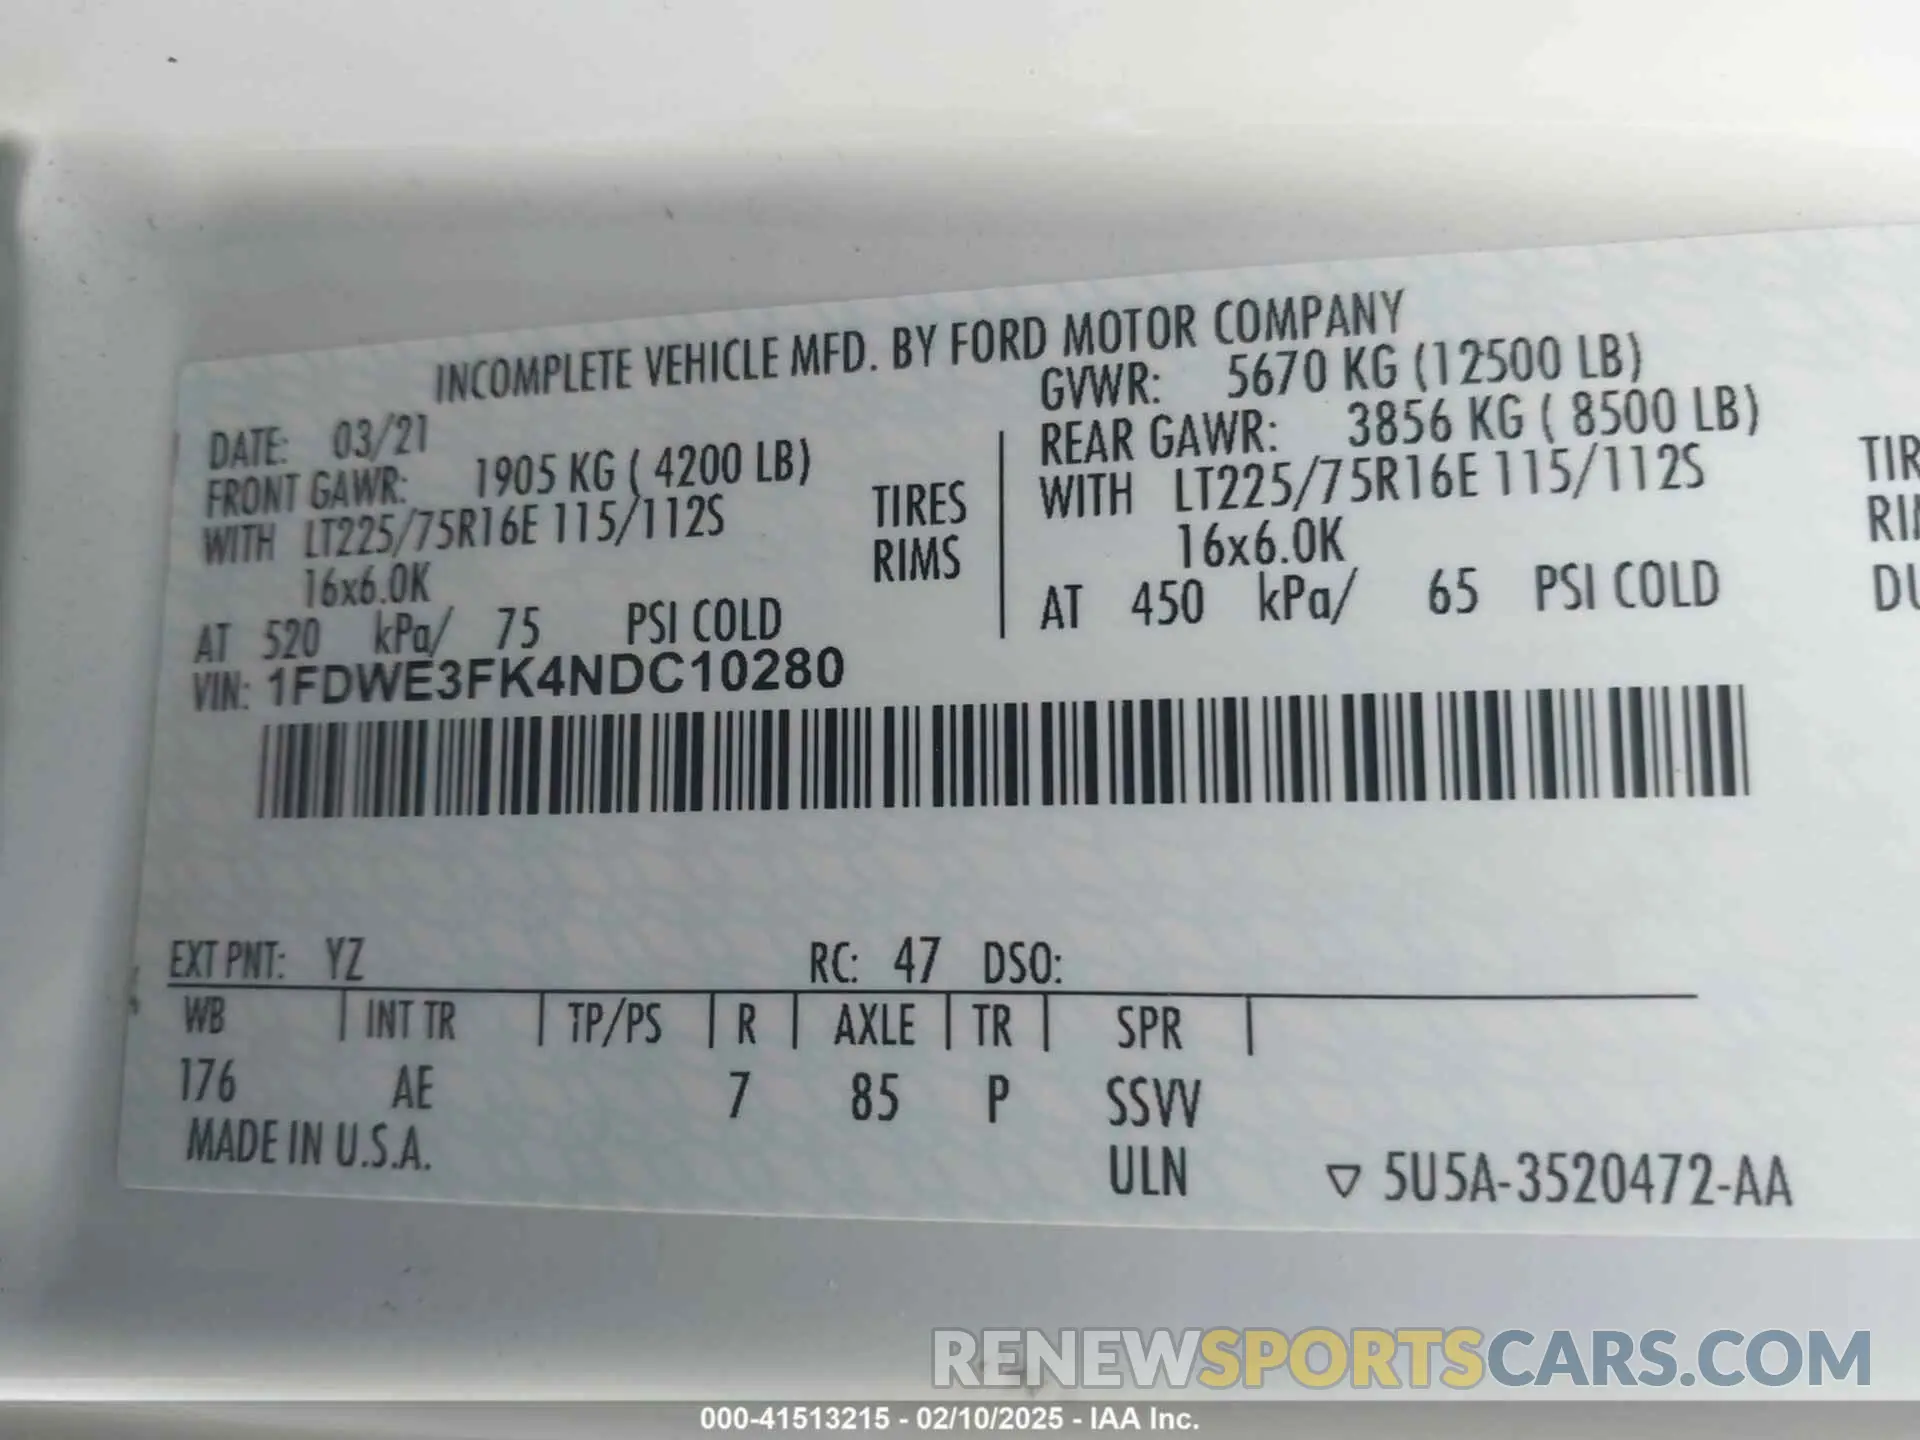 INCOMPLETE VEHICLE MFD. BY FORD MOTOR COMPANY
DATE: 03/21
GVWR: 5670 KG (12500 LB)
FRONT GAWR: 1905 KG ( 4200 LB)
REAR GAWR: 3856 KG ( 8500 LB)
WITH LT225/75R16E 115/112S TIRES
WITH LT225/75R16E 115/112S
16x6.0K RIMS
16x6.0K
AT 520 kPa/ 75 PSI COLD
AT 450 kPa/ 65 PSI COLD
VIN: 1FDWE3FK4NDC10280
EXT PNT: YZ RC: 47 DSO:
WB | INT TR | TP/PS | R | AXLE | TR | SPR |
176 AE 7 85 P SSVV
MADE IN U.S.A. ULN ▽ 5U5A-3520472-AA
RENEWSPORTSCARS.COM
000-41513215 - 02/10/2025 - IAA Inc.